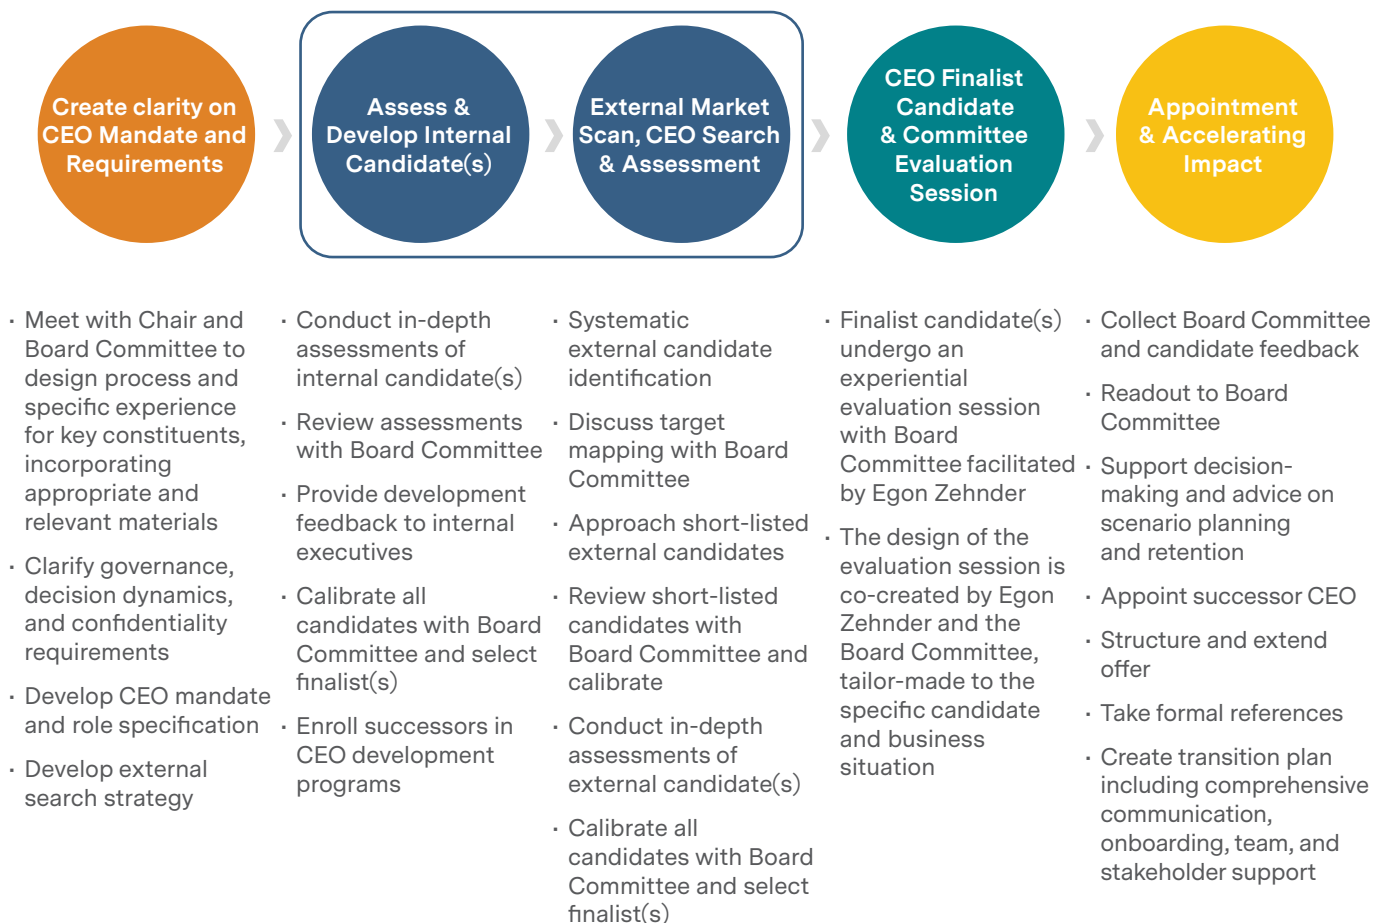 Create clarity on
CEO Mandate and
Requirements
Assess &
Develop Internal
Candidate(s)
External Market
Scan, CEO Search
& Assessment
CEO Finalist
Candidate
& Committee
Evaluation
Session
Appointment
& Accelerating
Impact
· Meet with Chair and
Board Committee to
design process and
specific experience
for key constituents,
incorporating
appropriate and
relevant materials
· Clarify governance,
decision dynamics,
and confidentiality
requirements
· Develop CEO mandate
and role specification
· Develop external
search strategy
· Conduct in-depth
assessments of
internal candidate(s)
· Review assessments
with Board Committee
· Provide development
feedback to internal
executives
· Calibrate all
candidates with Board
Committee and select
finalist(s)
· Enroll successors in
CEO development
programs
· Systematic
external candidate
identification
· Discuss target
mapping with Board
Committee
· Approach short-listed
external candidates
· Review short-listed
candidates with
Board Committee and
calibrate
· Conduct in-depth
assessments of
external candidate(s)
· Calibrate all
candidates with Board
Committee and select
finalist(s)
· Finalist candidate(s)
undergo an
experiential
evaluation session
with Board
Committee facilitated
by Egon Zehnder
· The design of the
evaluation session is
co-created by Egon
Zehnder and the
Board Committee,
tailor-made to the
specific candidate
and business
situation
· Collect Board Committee
and candidate feedback
· Readout to Board
Committee
· Support decision-
making and advice on
scenario planning
and retention
· Appoint successor CEO
· Structure and extend
offer
· Take formal references
· Create transition plan
including comprehensive
communication,
onboarding, team, and
stakeholder support